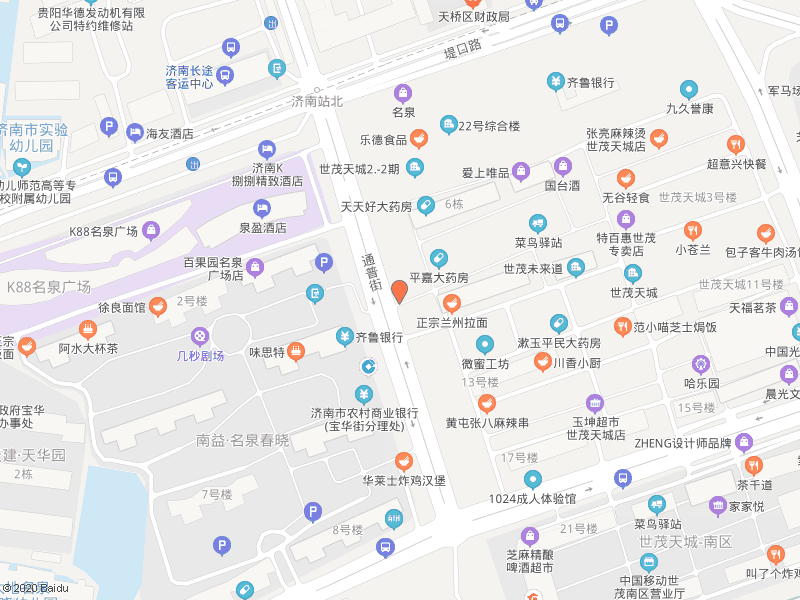 贵阳华德发动机有限
公司特约维修站
天桥区财政局
堤口路
济南长途
客运中心
济南站北
名泉
齐鲁银行
九久誉康
军马场
济南市实验
幼儿园
海友酒店
乐德食品
22号综合楼
张亮麻辣烫
世茂天城店
超意兴快餐
济南K
捌捌精致酒店
世茂天城2.-2期
爱上唯品
国台酒
幼儿师范高等专
校附属幼儿园
天天好大药房
6栋
无谷轻食
世茂天城3号楼
K88名泉广场
泉盈酒店
菜鸟驿站
特百惠世茂
专卖店
小苍兰
包子客牛肉汤馆
百果园名泉
广场店
通普街
平嘉大药房
世茂未来道
世茂天城
世茂天城11号楼
K88名泉广场
2号楼
徐良面馆
正宗兰州拉面
天福茗茶
正宗
板面
阿水大杯茶
几秒剧场
味思特
齐鲁银行
微蜜工坊
漱玉平民大药房
川香小厨
范小喵芝士焗饭
中国光
13号楼
哈乐园
晨光文
济南市农村商业银行
(宝华街分理处)
黄屯张八麻辣串
玉坤超市
世茂天城店
15号楼
政府宝华
办事处
南益·名泉春晓
ZHENG设计师品牌
建·天华园
2栋
17号楼
华莱士炸鸡汉堡
茶千道
7号楼
1024成人体验馆
家家悦
8号楼
菜鸟驿站
21号楼
世茂天城-南区
芝麻精酿
啤酒超市
中国移动世
茂南区营业厅
叫了个炸鸡
© 2020 Baidu